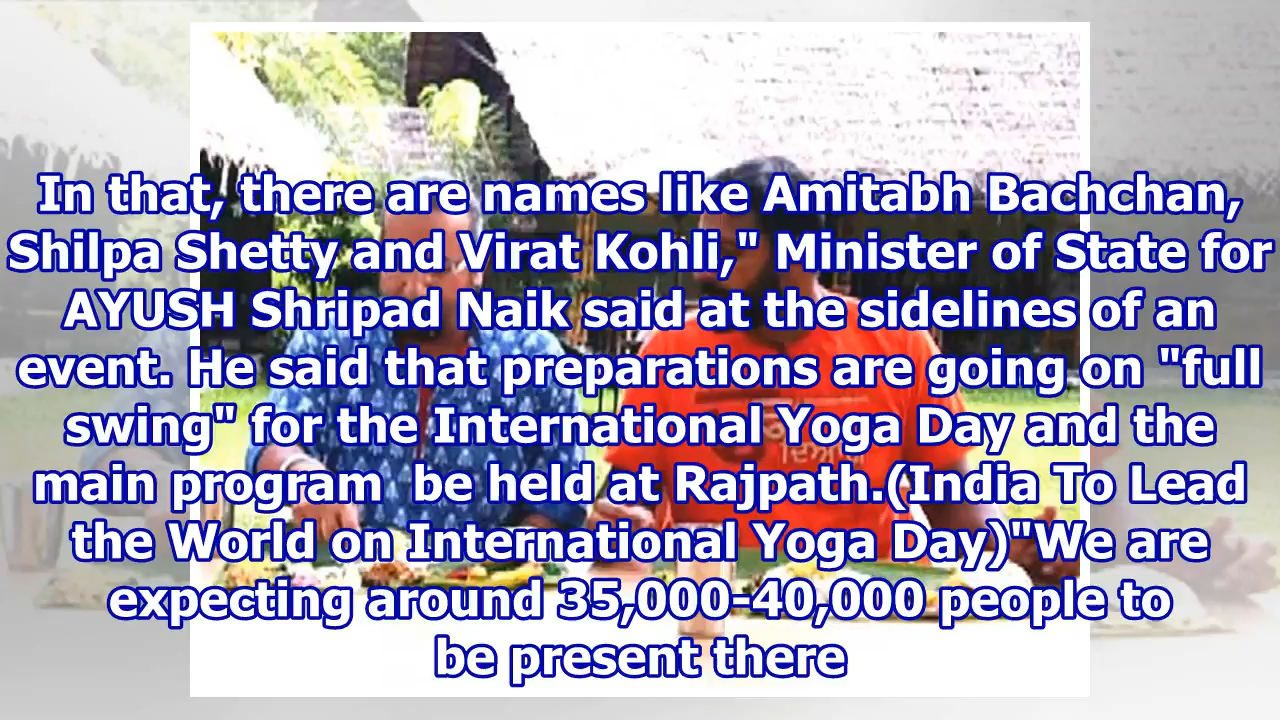 In that, there are names like Amitabh Bachchan,
Shilpa Shetty and Virat Kohli," Minister of State for
AYUSH Shripad Naik said at the sidelines of an
event. He said that preparations are going on "full
swing" for the International Yoga Day and the
main program  be held at Rajpath.(India To Lead
the World on International Yoga Day)"We are
expecting around 35,000-40,000 people to
be present there